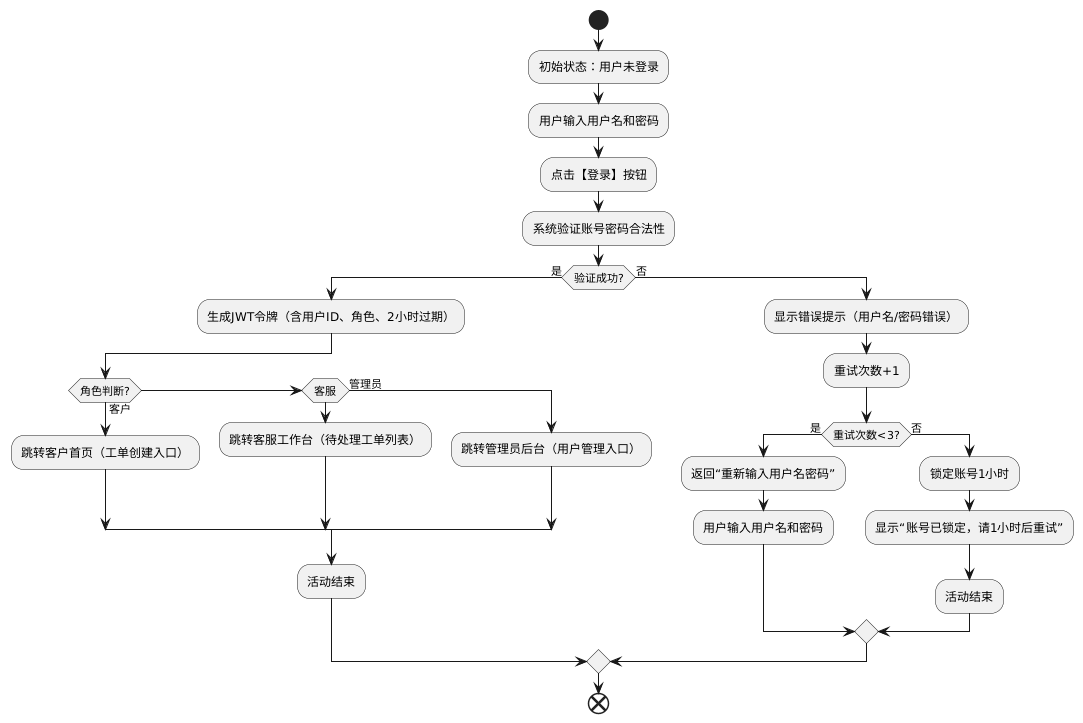 初始状态：用户未登录
用户输入用户名和密码
点击【登录】按钮
系统验证账号密码合法性
是
验证成功?
否
生成JWT令牌（含用户ID、角色、2小时过期）
角色判断?
客户
跳转客户首页（工单创建入口）
客服
管理员
跳转客服工作台（待处理工单列表）
跳转管理员后台（用户管理入口）
活动结束
显示错误提示（用户名/密码错误）
重试次数+1
是
重试次数<3?
否
返回“重新输入用户名密码”
用户输入用户名和密码
锁定账号1小时
显示“账号已锁定，请1小时后重试”
活动结束